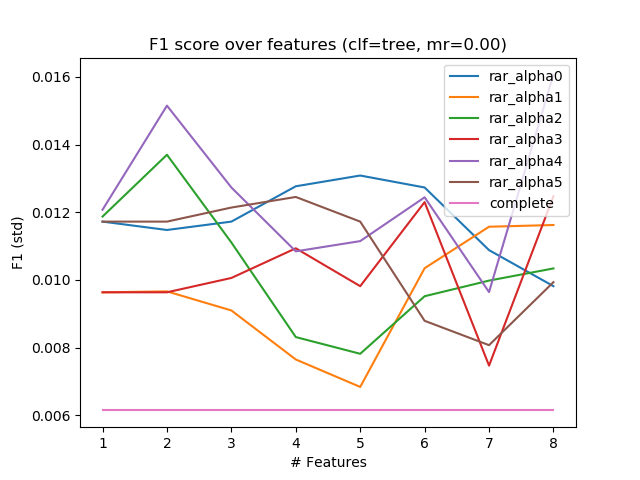 F1 score over features (clf=tree, mr=0.00)
0.016
0.014
0.012
0.010
0.008
0.006
F1 (std)
rar_alpha0
rar_alpha1
rar_alpha2
rar_alpha3
rar_alpha4
rar_alpha5
complete
1 2 3 4 5 6 7 8
# Features